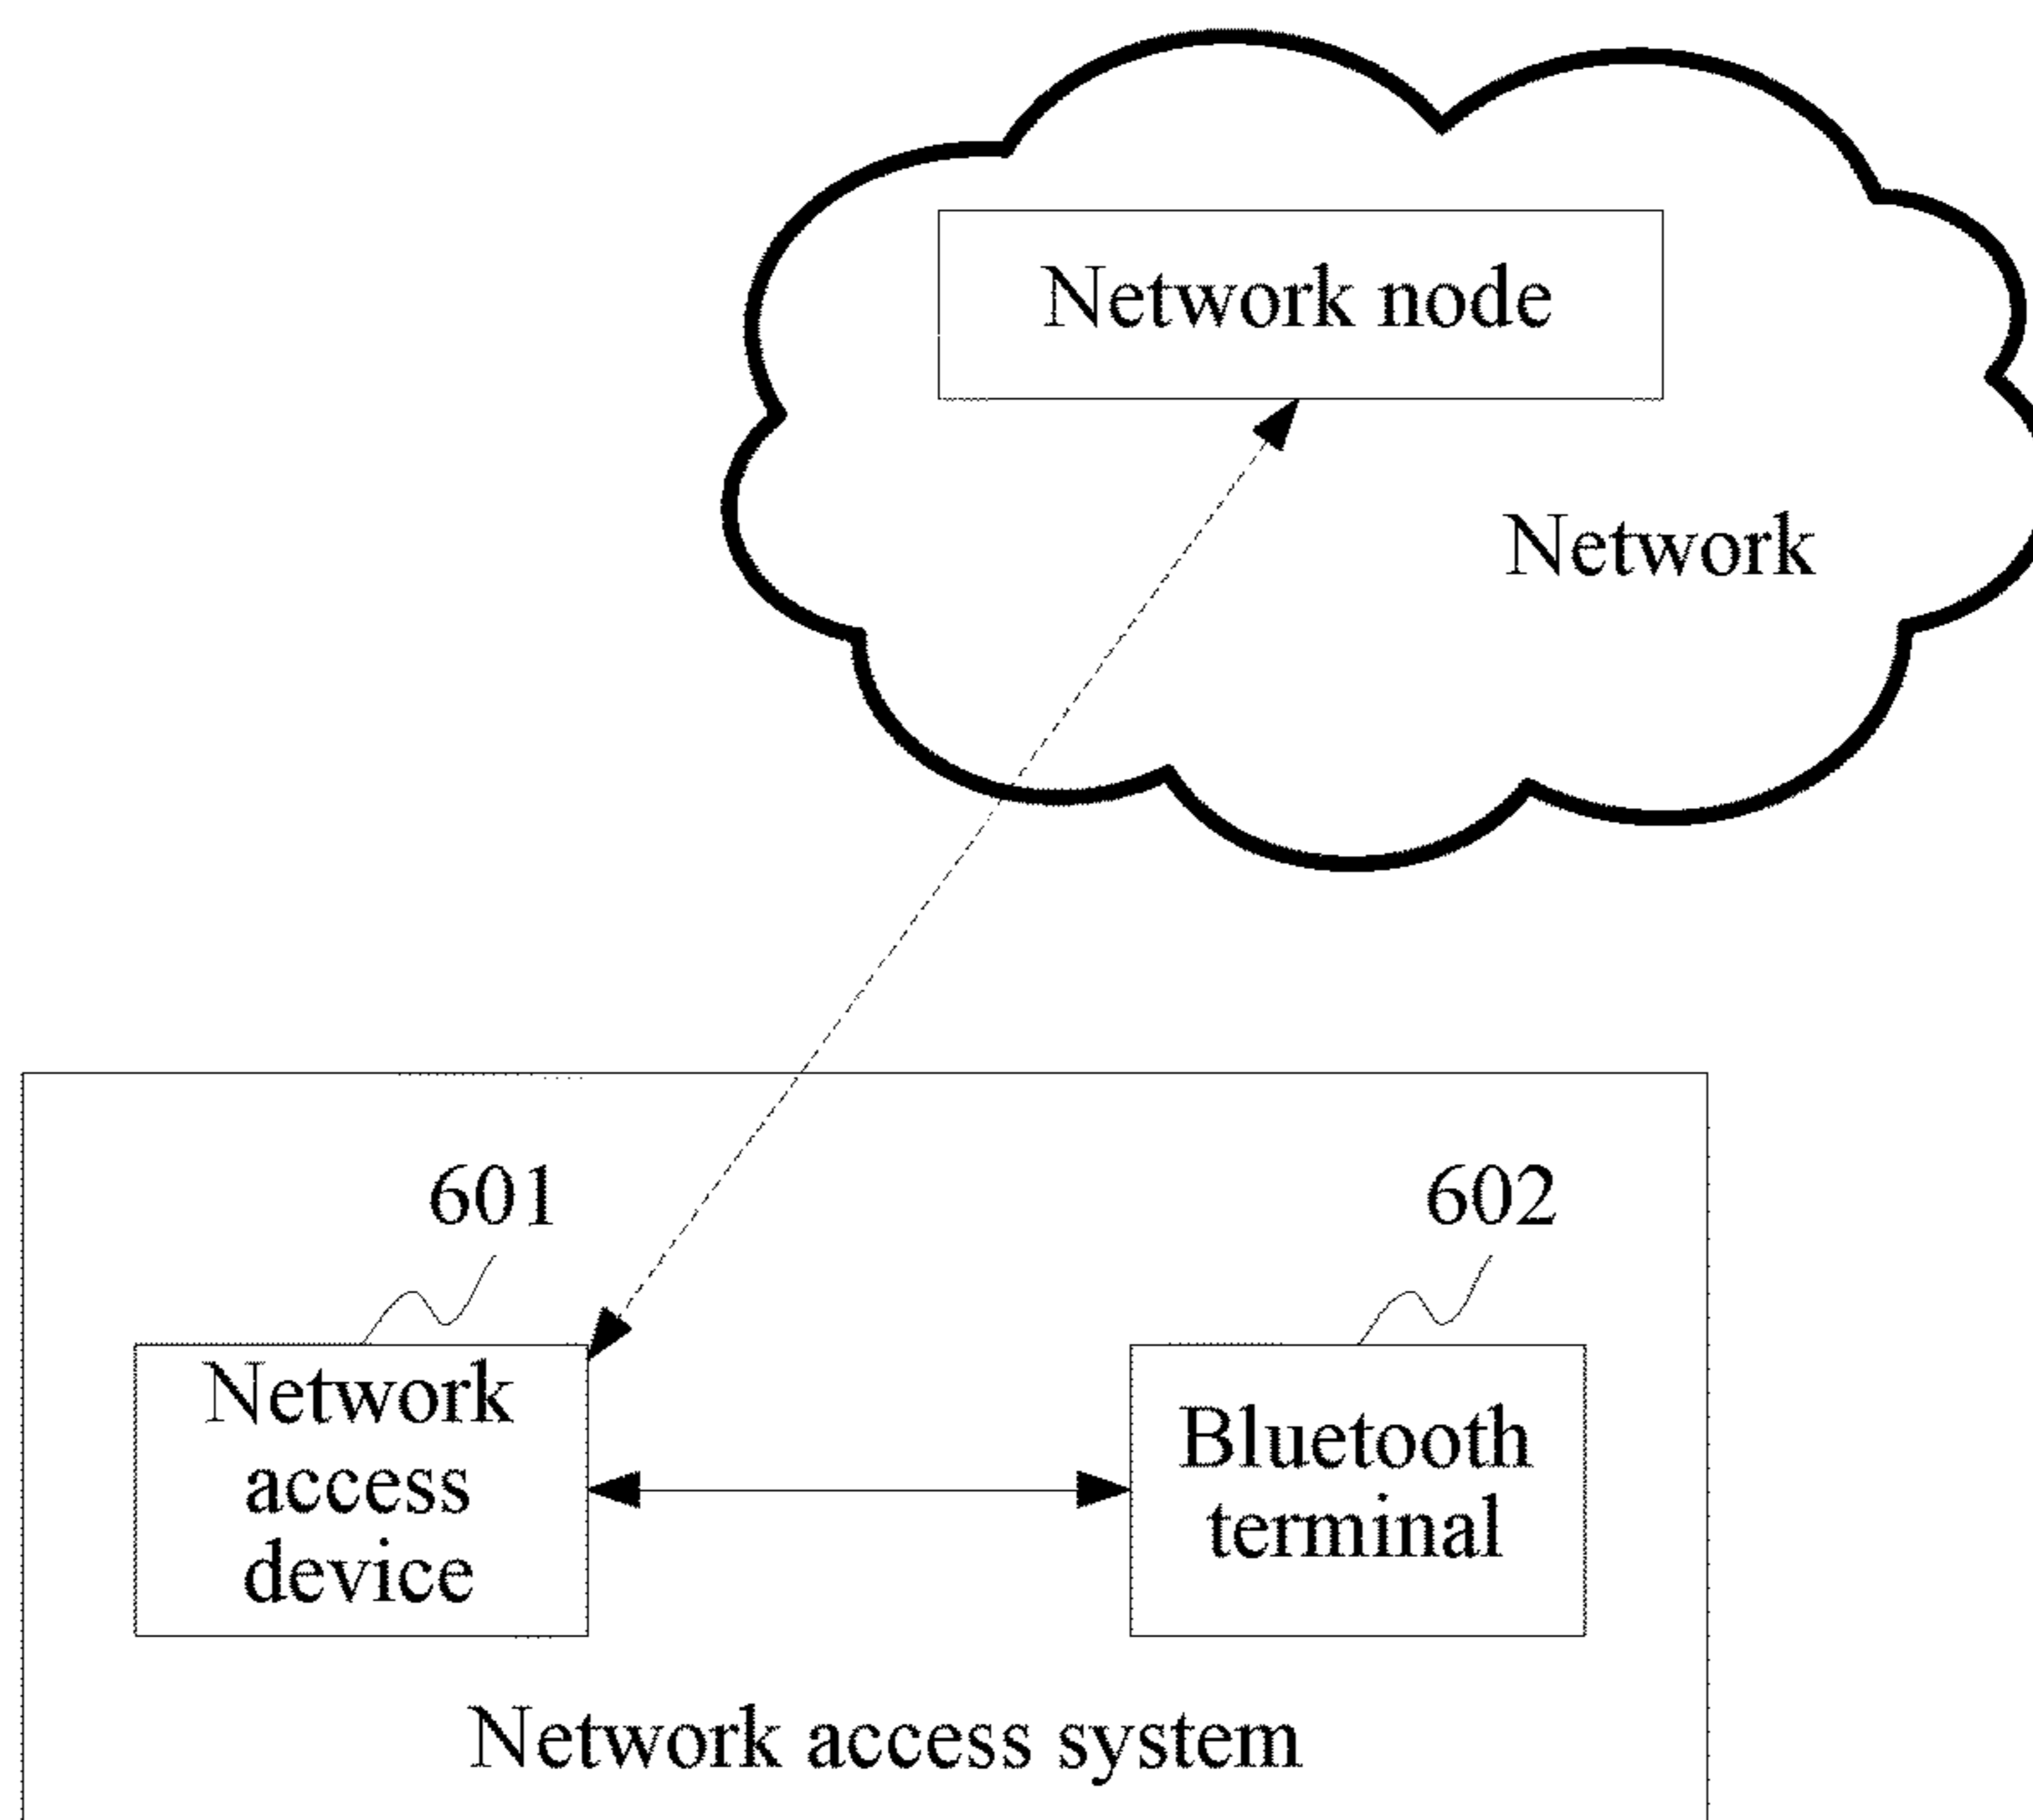 Network node
Network
601
602
Network
access
device
Bluetooth
terminal
Network access system